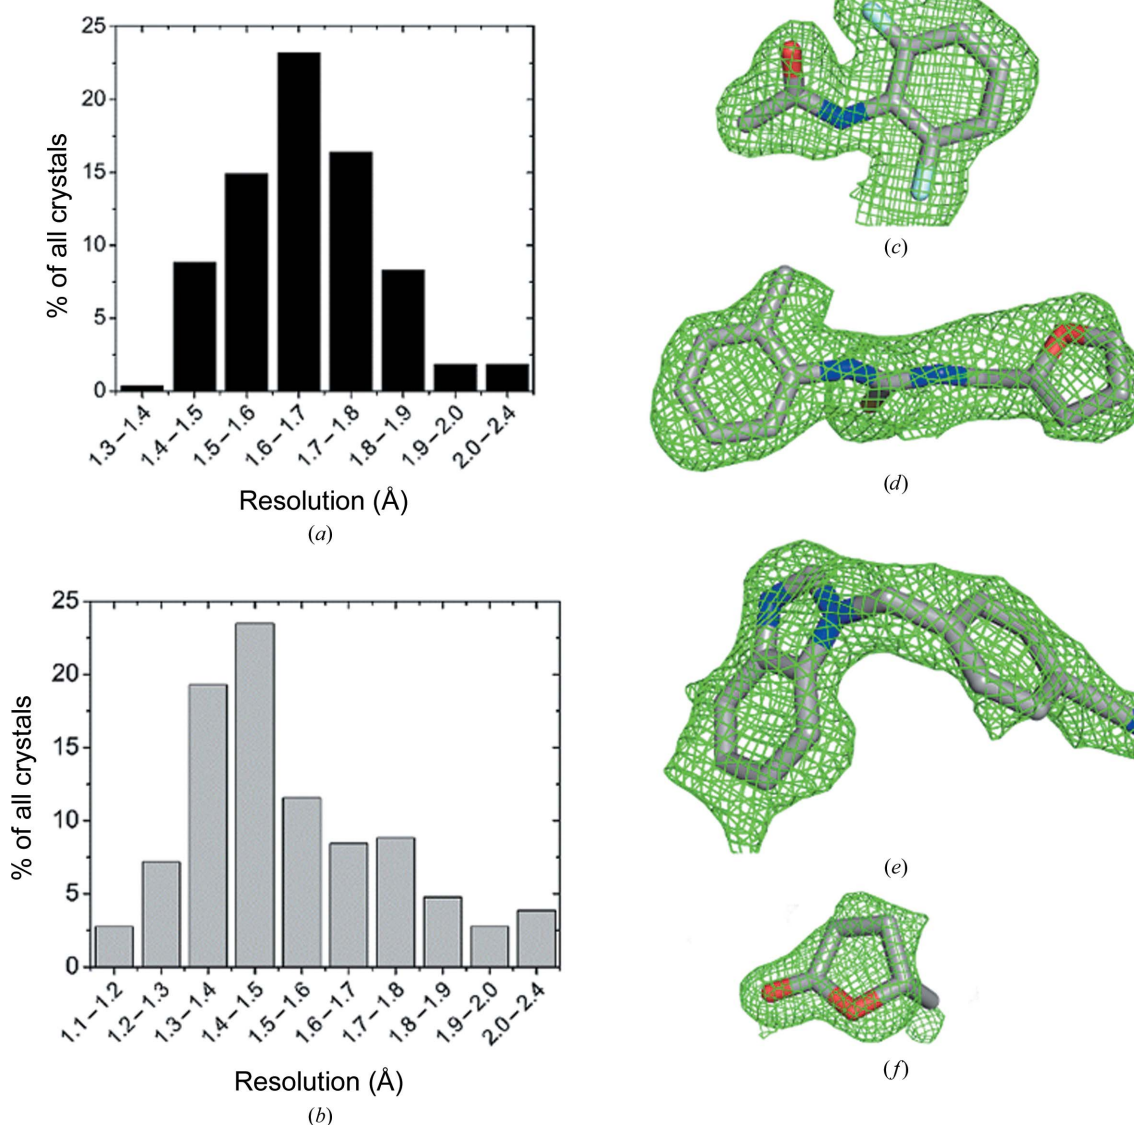 25
20
15
10
5
0
% of all crystals
1.3 – 1.4
1.4 – 1.5
1.5 – 1.6
1.6 – 1.7
1.7 – 1.8
1.8 – 1.9
1.9 – 2.0
2.0 – 2.4
Resolution (Å)
(a)
25
20
15
10
5
0
% of all crystals
1.1 – 1.2
1.2 – 1.3
1.3 – 1.4
1.4 – 1.5
1.5 – 1.6
1.6 – 1.7
1.7 – 1.8
1.8 – 1.9
1.9 – 2.0
2.0 – 2.4
Resolution (Å)
(b)
(c)
(d)
(e)
(f)